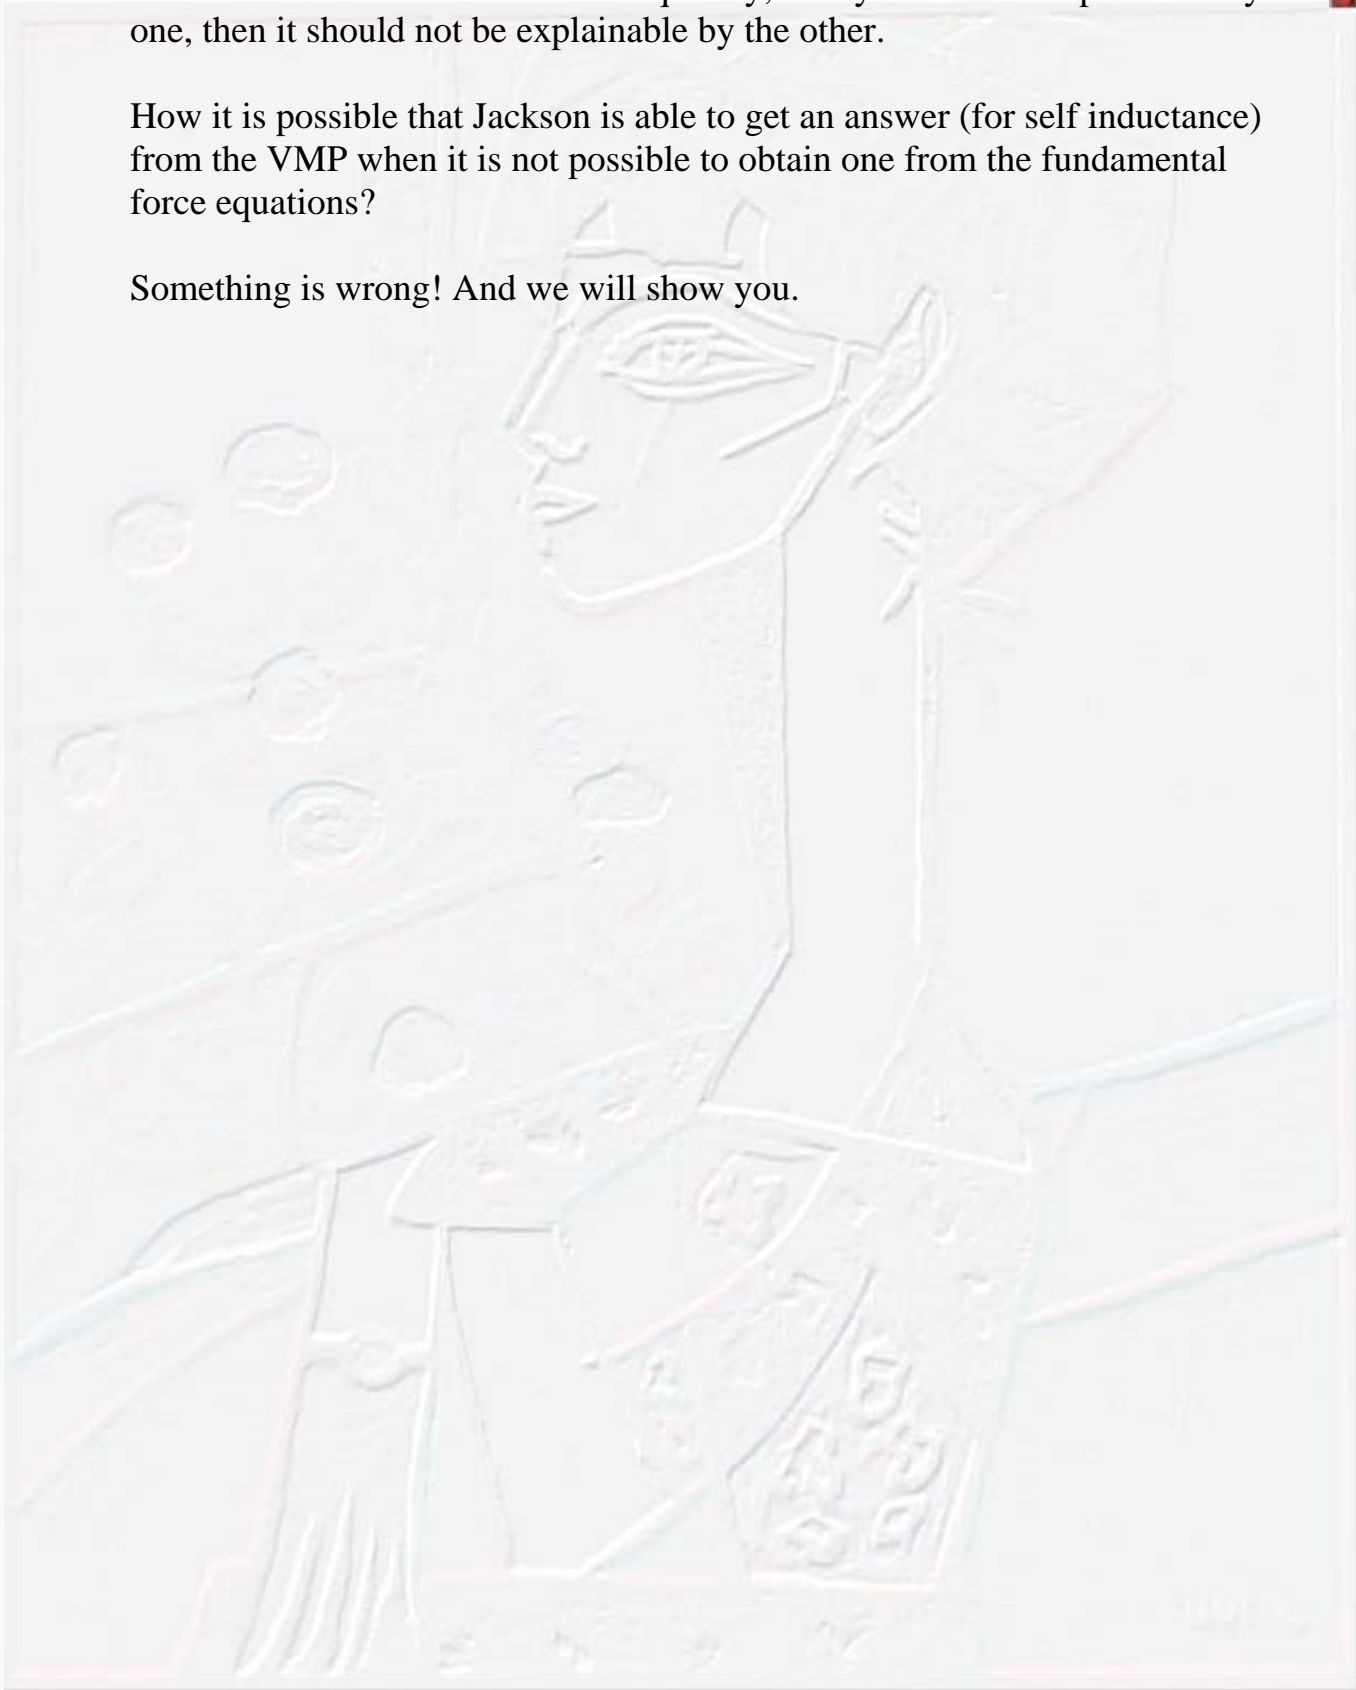 one, then it should not be explainable by the other.
How it is possible that Jackson is able to get an answer (for self inductance)
from the VMP when it is not possible to obtain one from the fundamental
force equations?
Something is wrong! And we will show you.